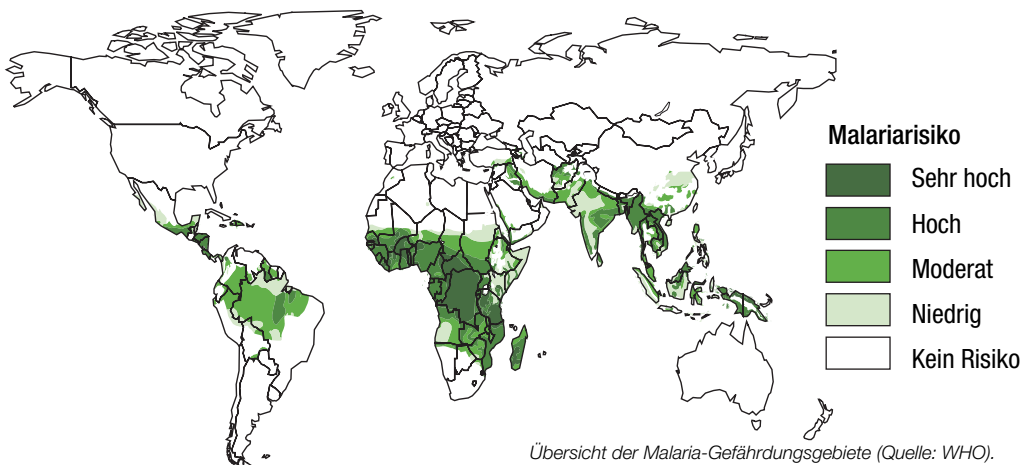 Malariarisiko
Sehr hoch
Hoch
Moderat
Niedrig
Kein Risiko
Übersicht der Malaria-Gefährdungsgebiete (Quelle: WHO).